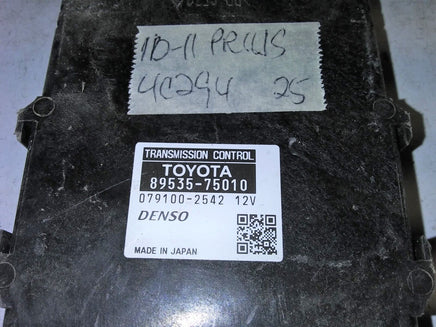 10-11 PRIUS
4C294 25
TRANSMISSION CONTROL
TOYOTA
89535-75010
079100-2542 12V
DENSO
MADE IN JAPAN